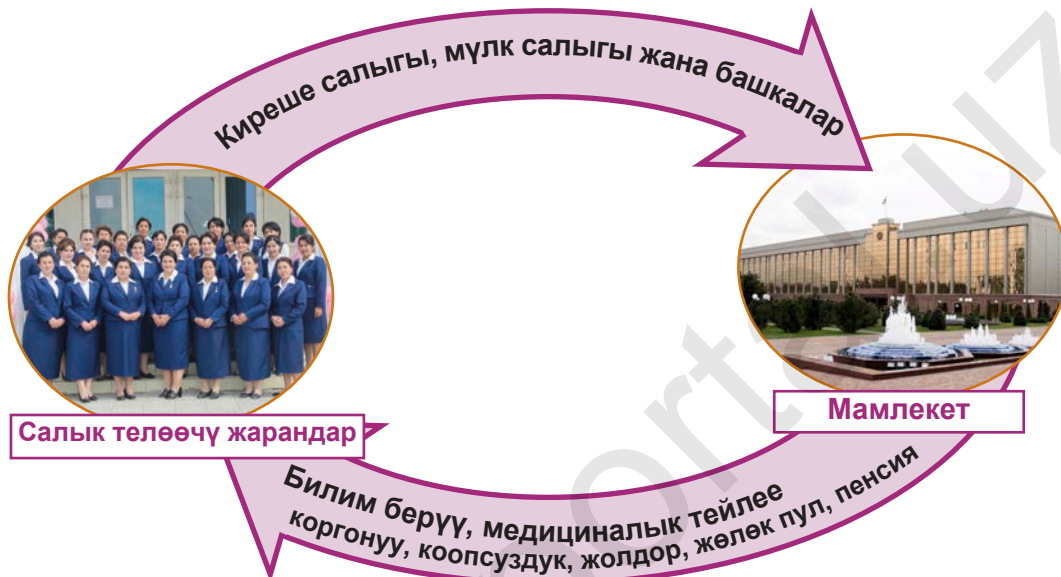 Киреше салыгы, мүлк салыгы жана башкалар
Салык телөөчү жарандар
Мамлекет
Билим берүү, медициналык тейлее
коргонуу, коопсуздук, жолдор, жөлөк пул, пенсия